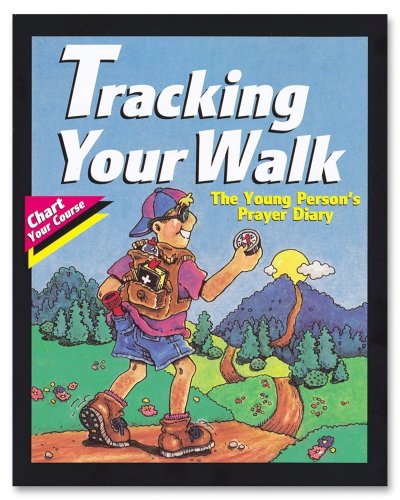 Tracking
Your Walk
The Young Person's
Prayer Diary
Chart
Your Course